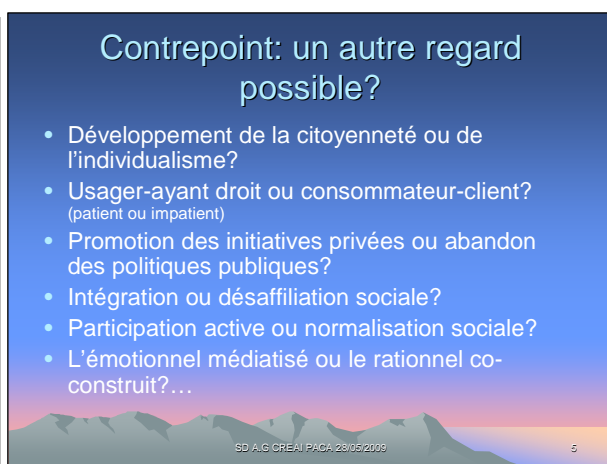 Contrepoint: un autre regard
possible?
• Développement de la citoyenneté ou de
l'individualisme?
• Usager-ayant droit ou consommateur-client?
(patient ou impatient)
• Promotion des initiatives privées ou abandon
des politiques publiques?
• Intégration ou désaffiliation sociale?
• Participation active ou normalisation sociale?
• L'émotionnel médiatisé ou le rationnel co-
construit?…
SD A.G CREAI PACA 28/05/2009 5